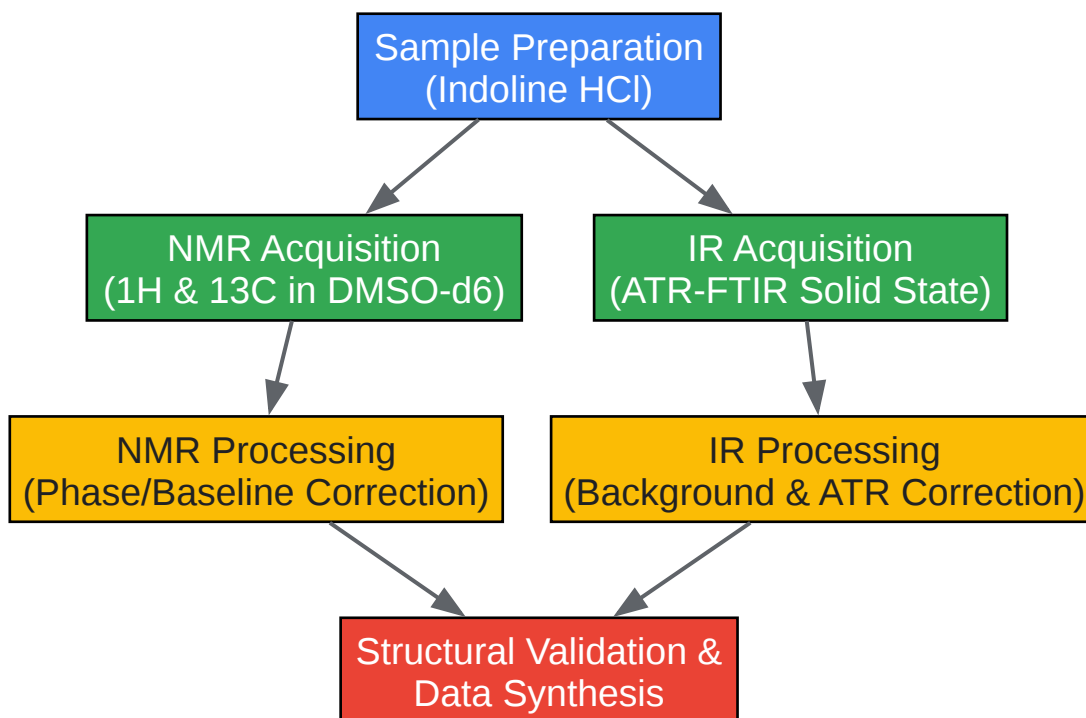 Sample Preparation
(Indoline HCl)
NMR Acquisition
(1H & 13C in DMSO-d6)
IR Acquisition
(ATR-FTIR Solid State)
NMR Processing
(Phase/Baseline Correction)
IR Processing
(Background & ATR Correction)
Structural Validation &
Data Synthesis